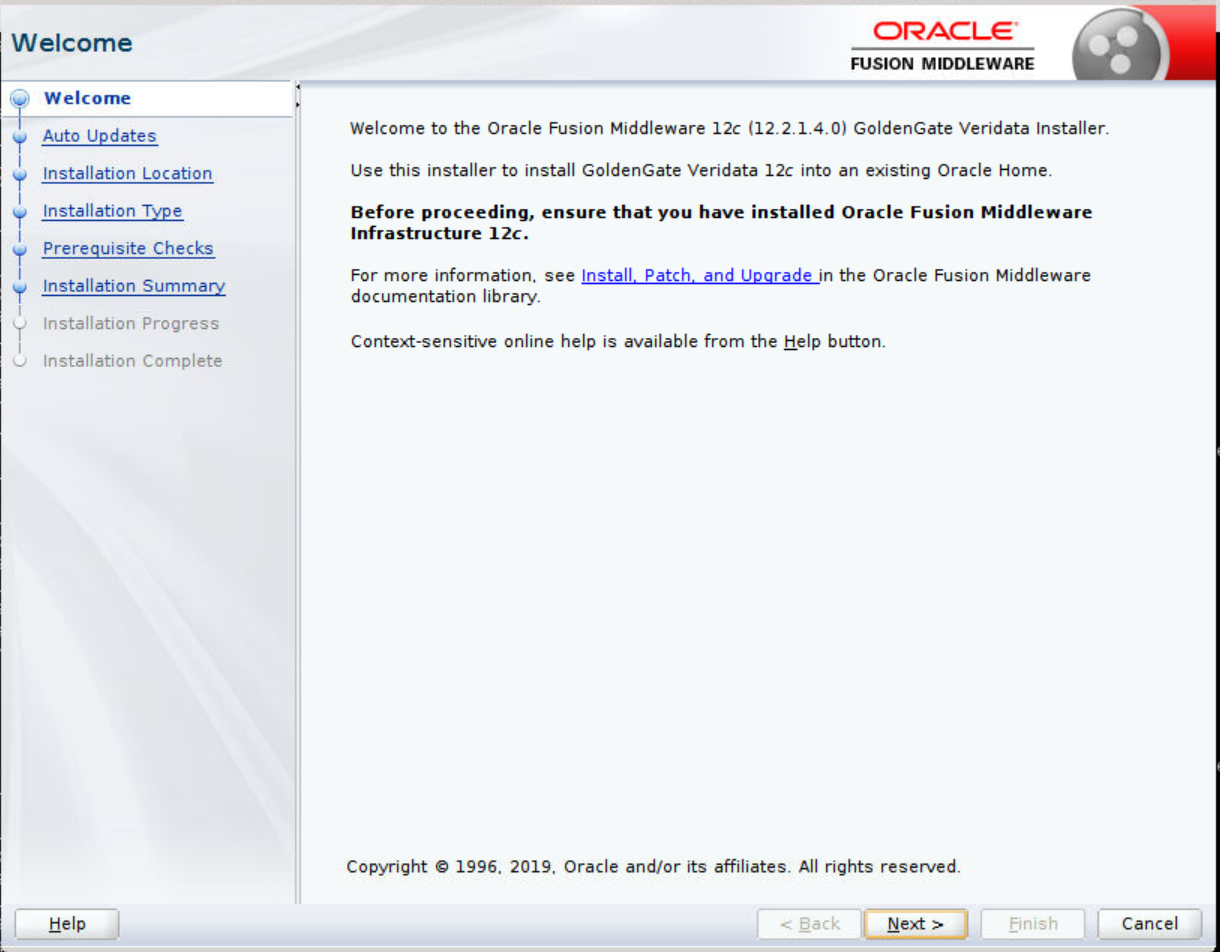 Welcome
ORACLE
FUSION MIDDLEWARE
Welcome
Auto Updates
Installation Location
Installation Type
Prerequisite Checks
Installation Summary
Installation Progress
Installation Complete
Welcome to the Oracle Fusion Middleware 12c (12.2.1.4.0) GoldenGate Veridata Installer.
Use this installer to install GoldenGate Veridata 12c into an existing Oracle Home.
Before proceeding, ensure that you have installed Oracle Fusion Middleware
Infrastructure 12c.
For more information, see Install, Patch, and Upgrade in the Oracle Fusion Middleware
documentation library.
Context-sensitive online help is available from the Help button.
Copyright © 1996, 2019, Oracle and/or its affiliates. All rights reserved.
Help
< Back
Next >
Finish
Cancel